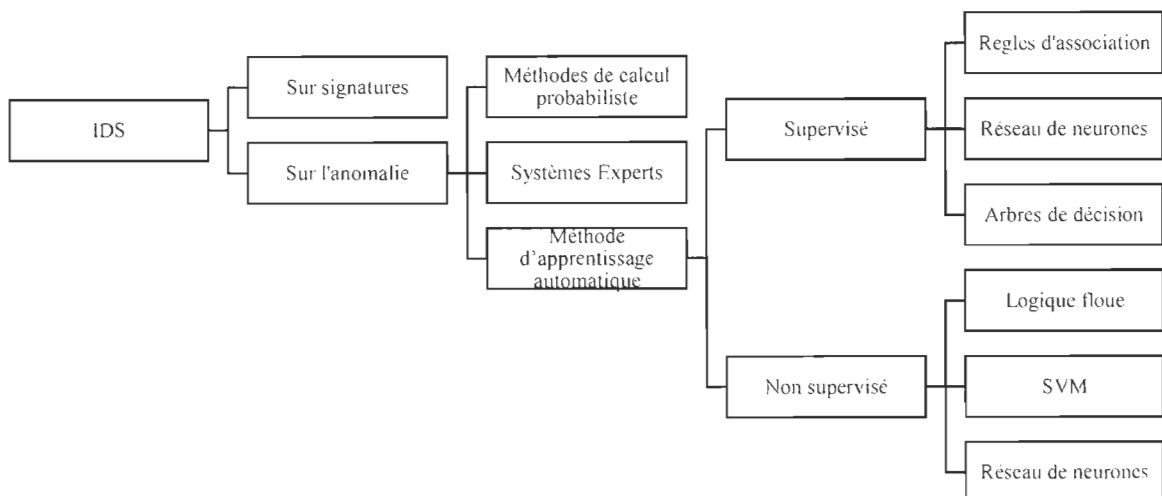 IDS
Sur signatures
Sur l'anomalie
Méthodes de calcul
probabiliste
Systèmes Experts
Méthode
d'apprentissage
automatique
Supervisé
Non supervisé
Regles d'association
Réseau de neurones
Arbres de décision
Logique floue
SVM
Réseau de neurones